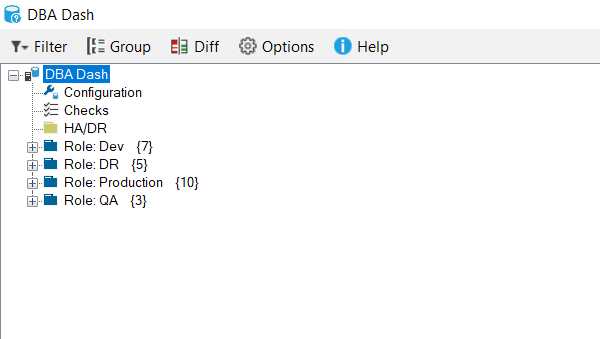 DBA Dash
Filter Group Diff Options Help
DBA Dash
Configuration
Checks
HA/DR
Role: Dev {7}
Role: DR {5}
Role: Production {10}
Role: QA {3}